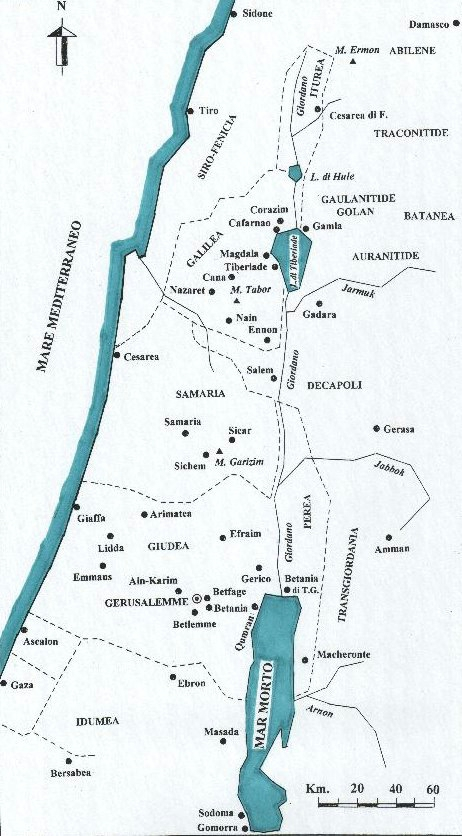 N
Sidone
Damasco
M. Ermon
ABILENE
Giordano
ITUREA
Cesarea di F.
Tiro
TRACONITIDE
SIRO-FENICIA
L. di Hule
GAULANITIDE
GOLAN
BATANEA
Corazim
Cafarnao
Gamla
GALILEA
L. di Tiberiade
AURANITIDE
Magdala
Tiberiade
Cana
Nazaret
M. Tabor
Jarmuk
MARE MEDITERRANEO
Gadara
Nain
Ennon
Cesarea
Giordano
Salem
DECAPOLI
SAMARIA
Samaria
Sicar
Gerasa
Sichem
M. Garizim
Jabbok
Giaffa
Arimatea
PEREA
Giordano
Lidda
GIUDEA
Efraim
Amman
TRANSGIORDANIA
Emmaus
Gerico
Ain-Karim
Betania
di T.G.
Betfage
GERUSALEMME
Betania
Betlemme
Qumran
Ascalon
Macheronte
MAR MORTO
Gaza
Ebron
Arnon
IDUMEA
Masada
Bersabea
Km. 20 40 60
Sodoma
Gomorra